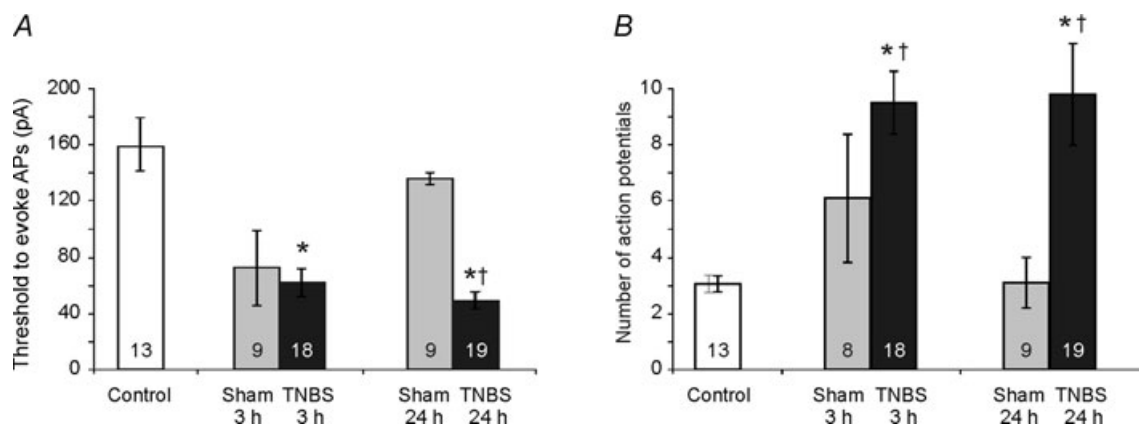 A
B
Threshold to evoke APs (pA)
200
160
120
80
40
0
*
*†
13
9
18
9
19
Control
Sham TNBS
3 h 3 h
Sham TNBS
24 h 24 h
Number of action potentials
10
8
6
4
2
0
*†
*†
13
8
18
9
19
Control
Sham TNBS
3 h 3 h
Sham TNBS
24 h 24 h